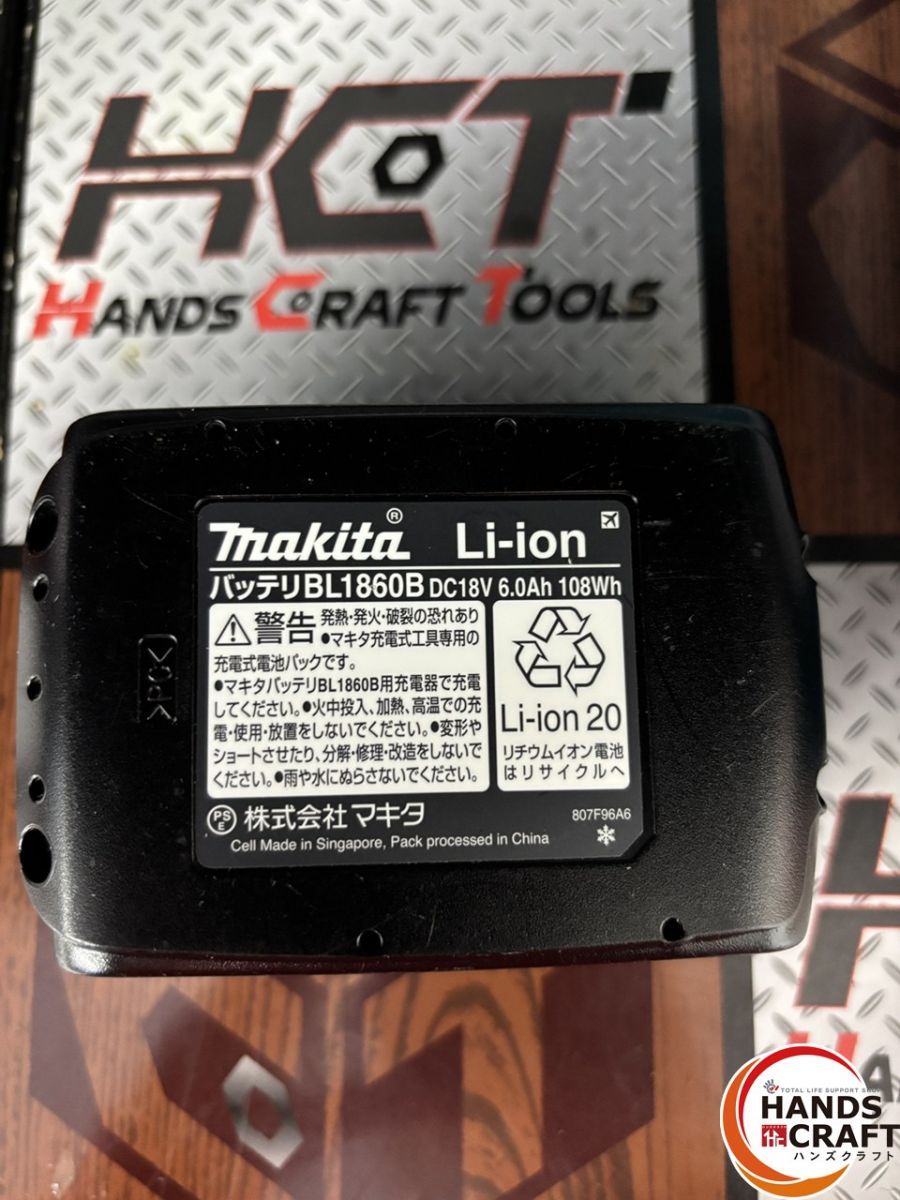 HCT
HANDS CRAFT TOOLS
makita® Li-ion
バッテリBL1860B DC18V 6.0Ah 108Wh
警告 発熱・発火・破裂の恐れあり
●マキタ充電式工具専用の
充電式電池パックです。
●マキタバッテリBL1860B用充電器で充電
してください。●火中投入、加熱、高温での充
電・使用・放置をしないでください。●変形や
ショートさせたり、分解・修理・改造をしないで
ください。●雨や水にぬらさないでください。
Li-ion 20
リチウムイオン電池
はリサイクルへ
PS
E
株式会社マキタ
807F96A6
Cell Made in Singapore, Pack processed in China
>PC<
TOTAL LIFE SUPPORT SHOP
HANDS
CRAFT
ハンズクラフト